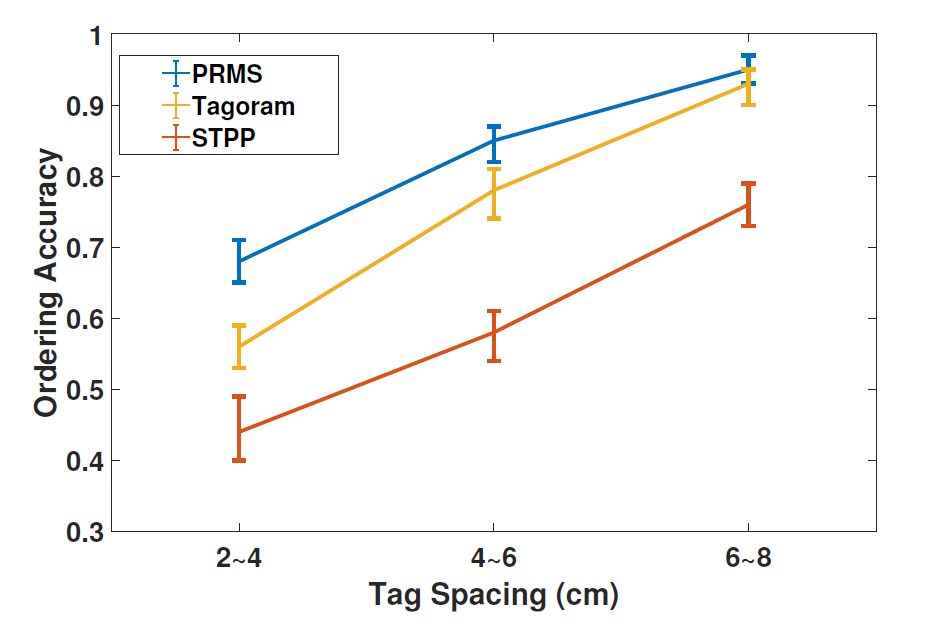 1
0.9
0.8
0.7
0.6
0.5
0.4
0.3
Ordering Accuracy
PRMS
Tagoram
STPP
2~4
4~6
6~8
Tag Spacing (cm)